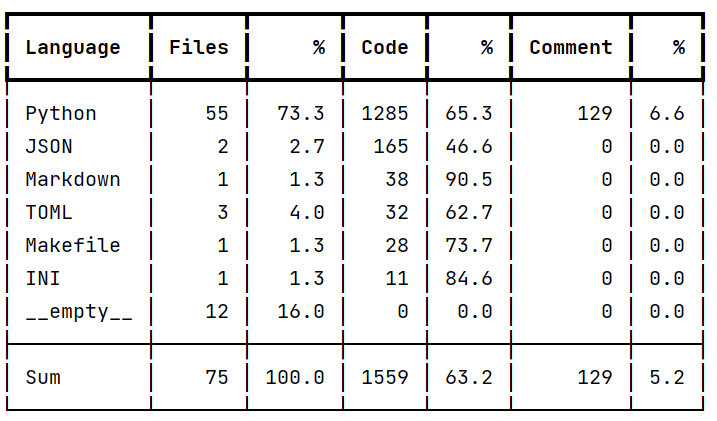 Language Files % Code % Comment %
Python 55 73.3 1285 65.3 129 6.6
JSON 2 2.7 165 46.6 0 0.0
Markdown 1 1.3 38 90.5 0 0.0
TOML 3 4.0 32 62.7 0 0.0
Makefile 1 1.3 28 73.7 0 0.0
INI 1 1.3 11 84.6 0 0.0
__empty__ 12 16.0 0 0.0 0 0.0
Sum 75 100.0 1559 63.2 129 5.2